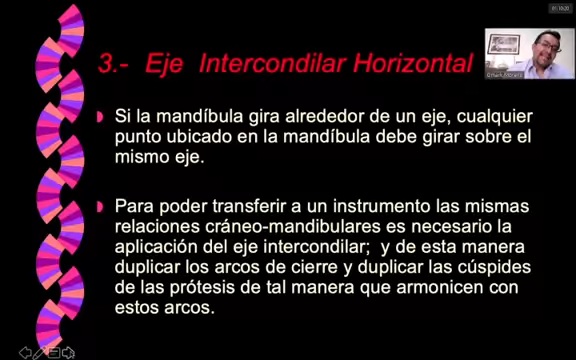 01:10:20
3.- Eje Intercondilar Horizontal
Si la mandíbula gira alrededor de un eje, cualquier
punto ubicado en la mandíbula debe girar sobre el
mismo eje.
Para poder transferir a un instrumento las mismas
relaciones cráneo-mandibulares es necesario la
aplicación del eje intercondilar; y de esta manera
duplicar los arcos de cierre y duplicar las cúspides
de las prótesis de tal manera que armonicen con
estos arcos.